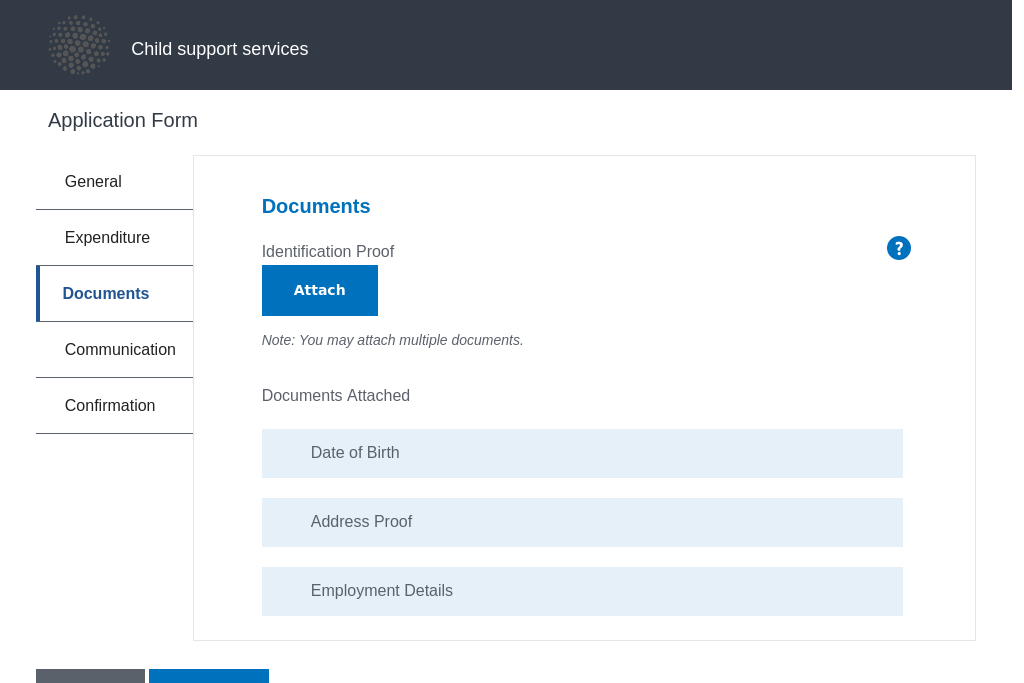 Child support services
Application Form
General
Expenditure
Documents
Communication
Confirmation
Documents
Identification Proof
?
Attach
Note: You may attach multiple documents.
Documents Attached
Date of Birth
Address Proof
Employment Details